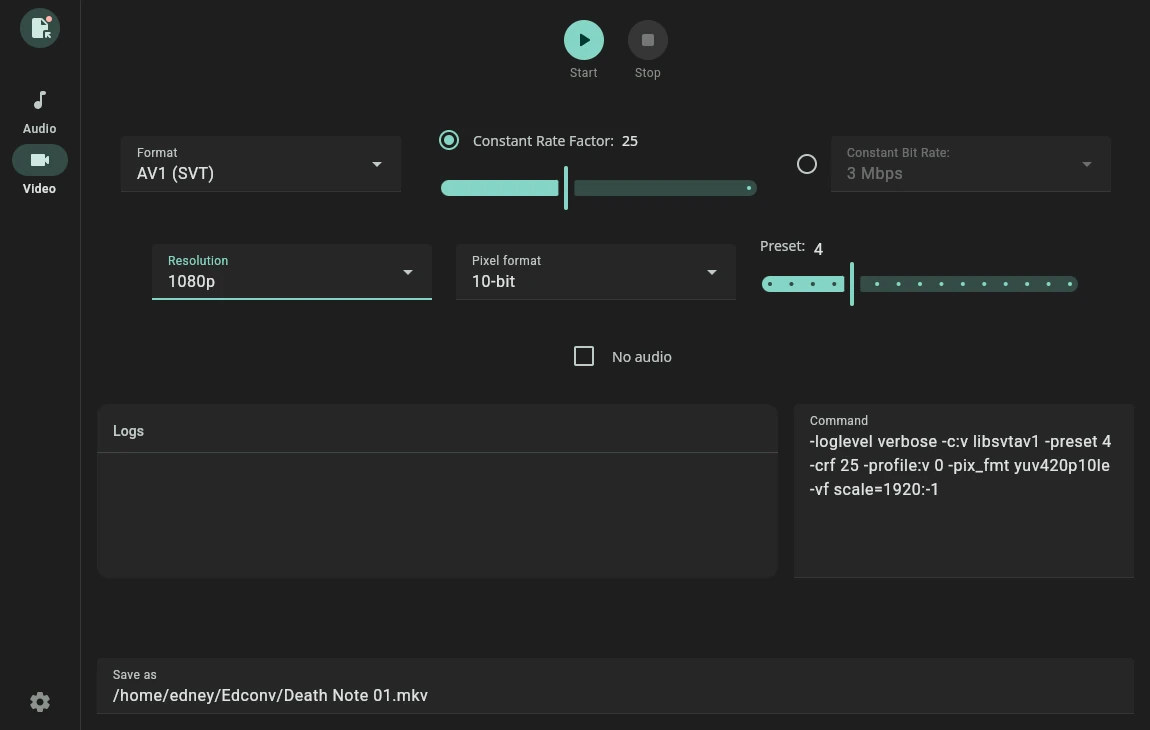 Start
Stop
Audio
Video
Format
AV1 (SVT)
Constant Rate Factor: 25
Constant Bit Rate:
3 Mbps
Resolution
1080p
Pixel format
10-bit
Preset: 4
No audio
Logs
Command
-loglevel verbose -c:v libsvtav1 -preset 4
-crf 25 -profile:v 0 -pix_fmt yuv420p10le
-vf scale=1920:-1
Save as
/home/edney/Edconv/Death Note 01.mkv